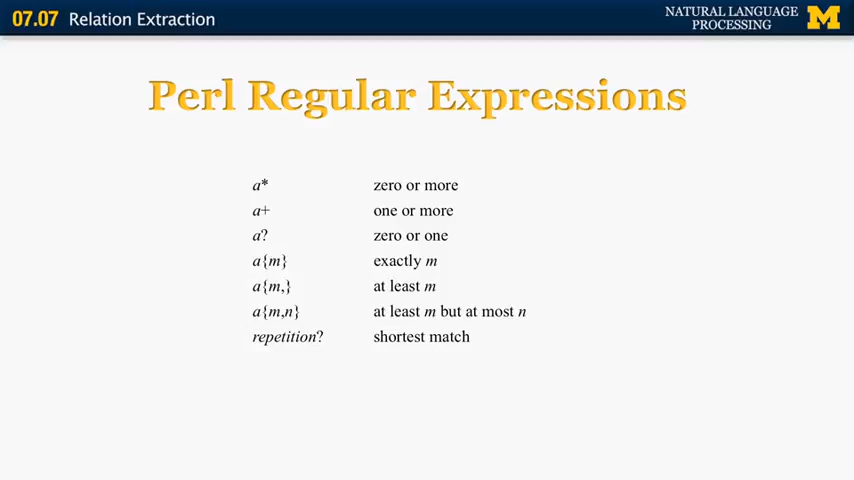 07.07 Relation Extraction
NATURAL LANGUAGE
PROCESSING
M
Perl Regular Expressions
a* zero or more
a+ one or more
a? zero or one
a{m} exactly m
a{m,} at least m
a{m,n} at least m but at most n
repetition? shortest match